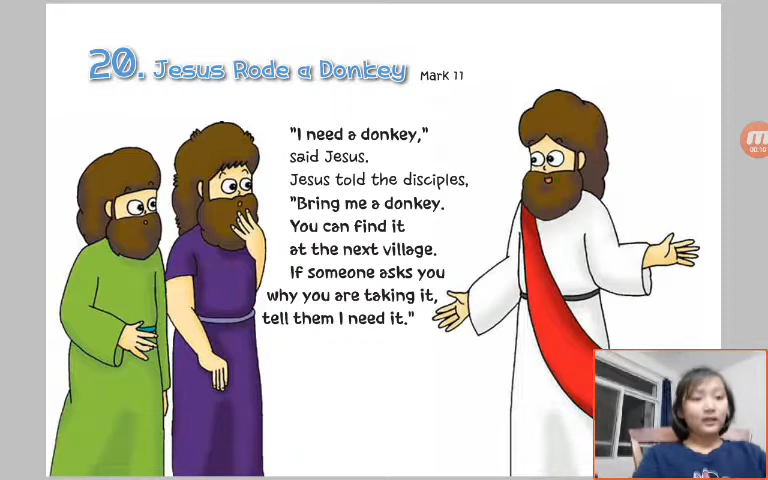 20. Jesus Rode a Donkey Mark 11
"I need a donkey,"
said Jesus.
Jesus told the disciples,
"Bring me a donkey.
You can find it
at the next village.
If someone asks you
why you are taking it,
tell them I need it."
00:10